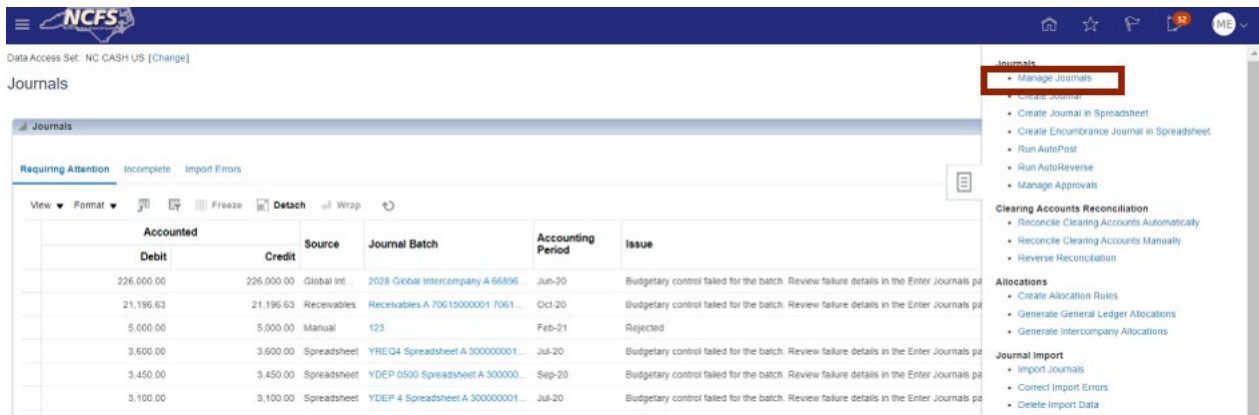 NCFS
52
ME
Data Access Set: NC CASH US [Change]
Journals
Journals
Requiring Attention Incomplete Import Errors
View Format Freeze Detach Wrap
Accounted
Debit Credit Source Journal Batch Accounting Period Issue
226,000.00 226,000.00 Global Int... 2028 Global Intercompany A 66896... Jun-20 Budgetary control failed for the batch. Review failure details in the Enter Journals pa
21,196.63 21,196.63 Receivables Receivables A 70615000001 7061... Oct-20 Budgetary control failed for the batch. Review failure details in the Enter Journals pa
5,000.00 5,000.00 Manual 123 Feb-21 Rejected
3,600.00 3,600.00 Spreadsheet YREQ4 Spreadsheet A 300000001... Jul-20 Budgetary control failed for the batch. Review failure details in the Enter Journals pa
3,450.00 3,450.00 Spreadsheet YDEP 0500 Spreadsheet A 300000... Sep-20 Budgetary control failed for the batch. Review failure details in the Enter Journals pa
3,100.00 3,100.00 Spreadsheet YDEP 4 Spreadsheet A 300000001... Jul-20 Budgetary control failed for the batch. Review failure details in the Enter Journals pa
Journals
• Manage Journals
• Create Journal
• Create Journal in Spreadsheet
• Create Encumbrance Journal in Spreadsheet
• Run AutoPost
• Run AutoReverse
• Manage Approvals
Clearing Accounts Reconciliation
• Reconcile Clearing Accounts Automatically
• Reconcile Clearing Accounts Manually
• Reverse Reconciliation
Allocations
• Create Allocation Rules
• Generate General Ledger Allocations
• Generate Intercompany Allocations
Journal Import
• Import Journals
• Correct Import Errors
• Delete Import Data